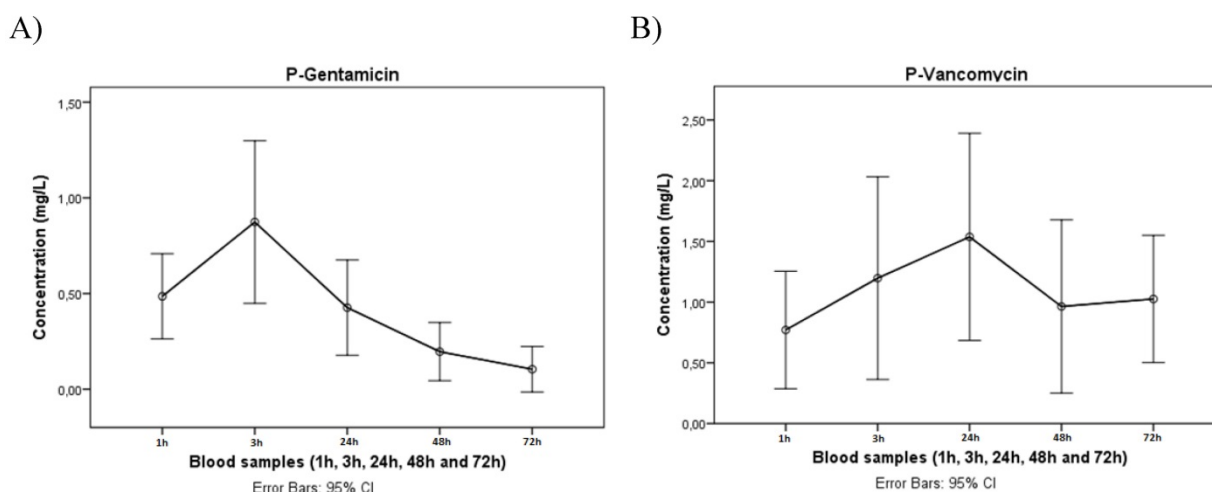 A)
P-Gentamicin
Concentration (mg/L)
1,50
1,00
0,50
0,00
1h 3h 24h 48h 72h
Blood samples (1h, 3h, 24h, 48h and 72h)
Error Bars: 95% CI
B)
P-Vancomycin
Concentration (mg/L)
2,50
2,00
1,50
1,00
0,50
0,00
1h 3h 24h 48h 72h
Blood samples (1h, 3h, 24h, 48h and 72h)
Error Bars: 95% CI